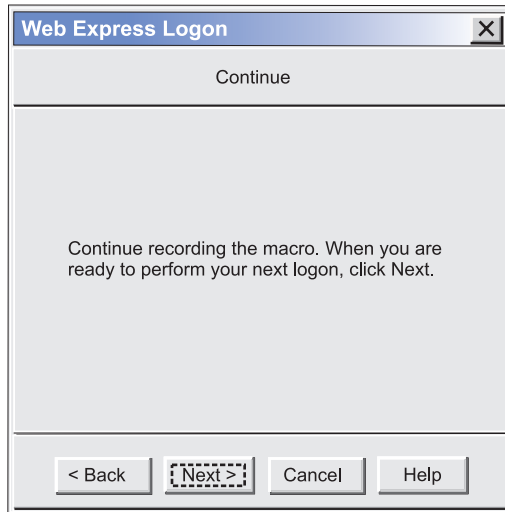 Web Express Logon
Continue
Continue recording the macro. When you are
ready to perform your next logon, click Next.
< Back
Next >
Cancel
Help